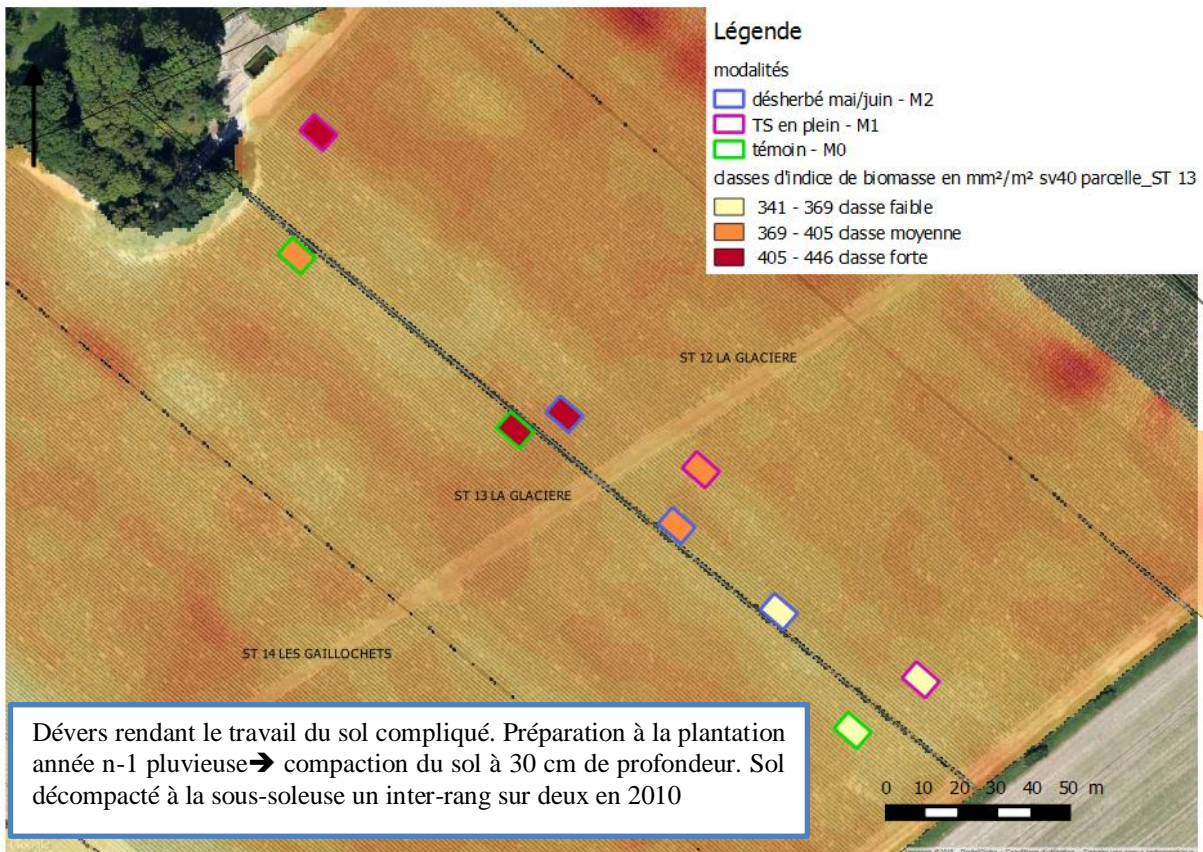 Légende
modalités
désherbé mai/juin - M2
TS en plein - M1
témoin - M0
classes d'indice de biomasse en mm²/m² sv40 parcelle_ST 13
341 - 369 classe faible
369 - 405 classe moyenne
405 - 446 classe forte
ST 12 LA GLACIERE
ST 13 LA GLACIERE
ST 14 LES GAILLOCHETS
Dévers rendant le travail du sol compliqué. Préparation à la plantation
année n-1 pluvieuse➔ compaction du sol à 30 cm de profondeur. Sol
décompacté à la sous-soleuse un inter-rang sur deux en 2010
0 10 20 30 40 50 m